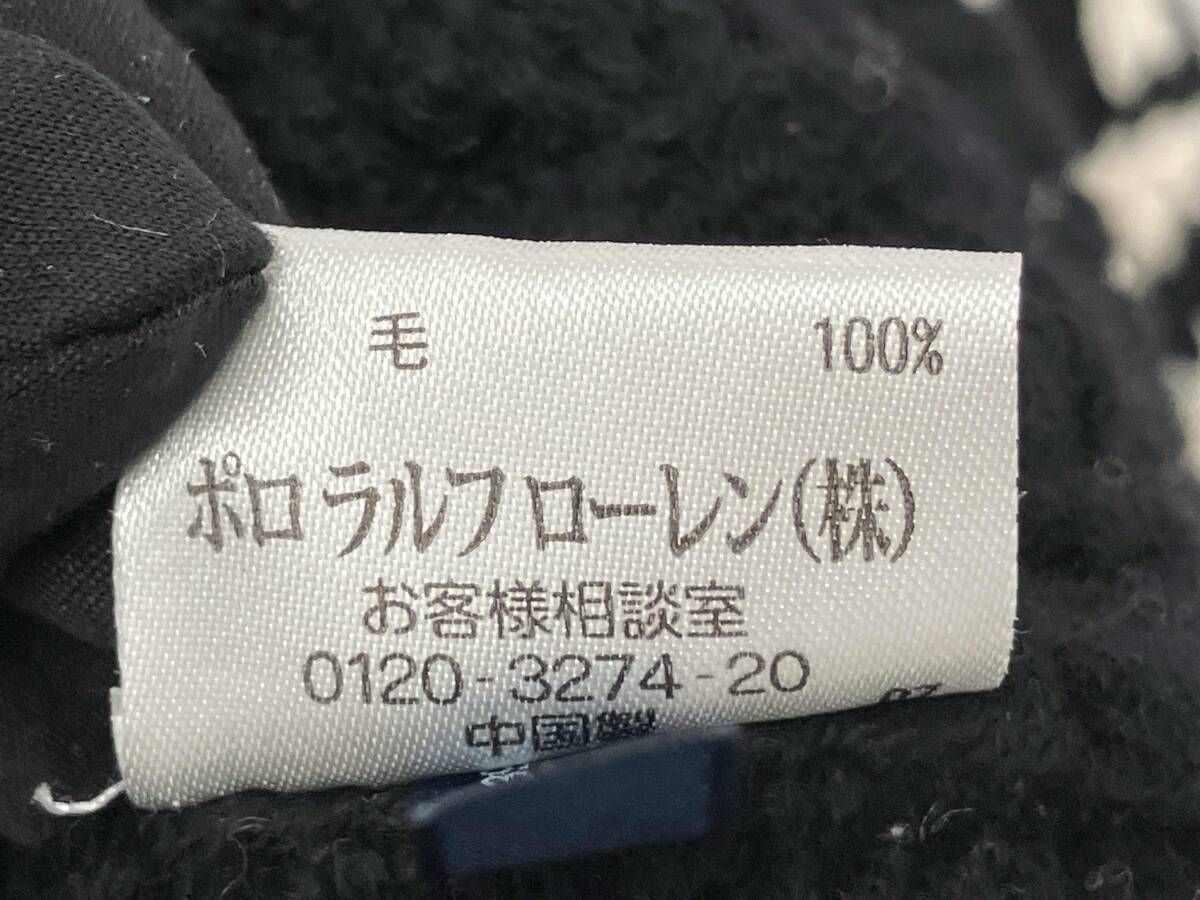 毛 100%
ポロ ラルフ ローレン(株)
お客様相談室
0120-3274-20
中国製